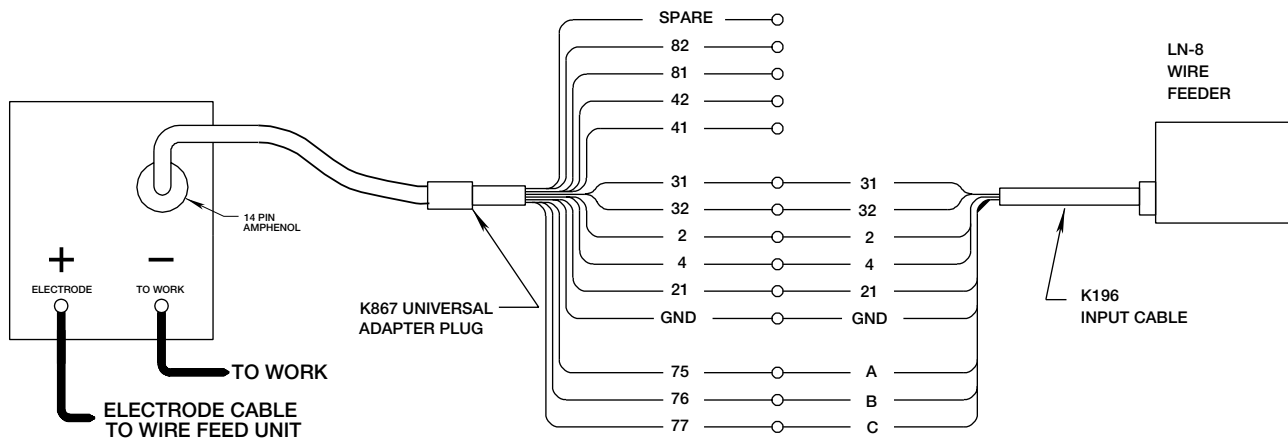 SPARE
82
81
42
41
31
32
2
4
21
GND
75
76
77
31
32
2
4
21
GND
A
B
C
LN-8
WIRE
FEEDER
14 PIN
AMPHENOL
+
−
ELECTRODE
TO WORK
K867 UNIVERSAL
ADAPTER PLUG
K196
INPUT CABLE
TO WORK
ELECTRODE CABLE
TO WIRE FEED UNIT